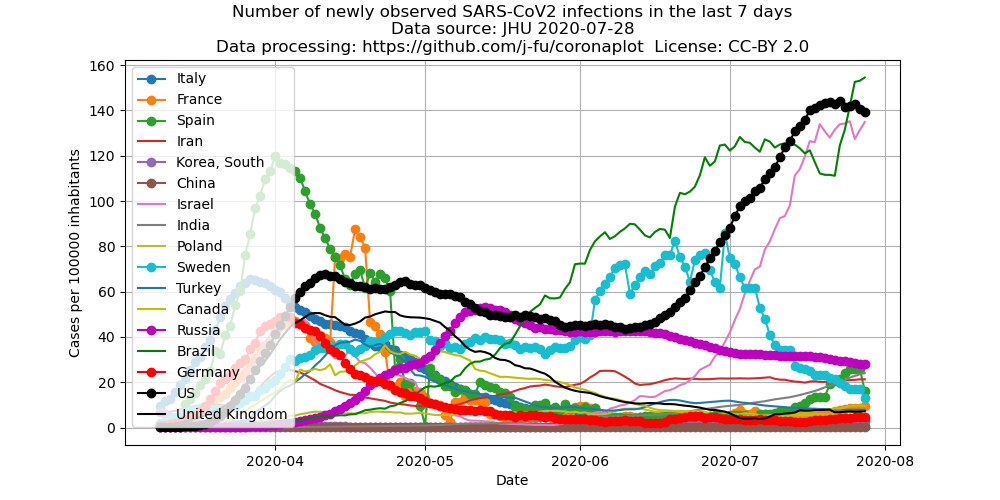 Number of newly observed SARS-CoV2 infections in the last 7 days
Data source: JHU 2020-07-28
Data processing: https://github.com/j-fu/coronaplot  License: CC-BY 2.0
Cases per 100000 inhabitants
160
140
120
100
80
60
40
20
0
Italy
France
Spain
Iran
Korea, South
China
Israel
India
Poland
Sweden
Turkey
Canada
Russia
Brazil
Germany
US
United Kingdom
2020-04
2020-05
2020-06
2020-07
2020-08
Date